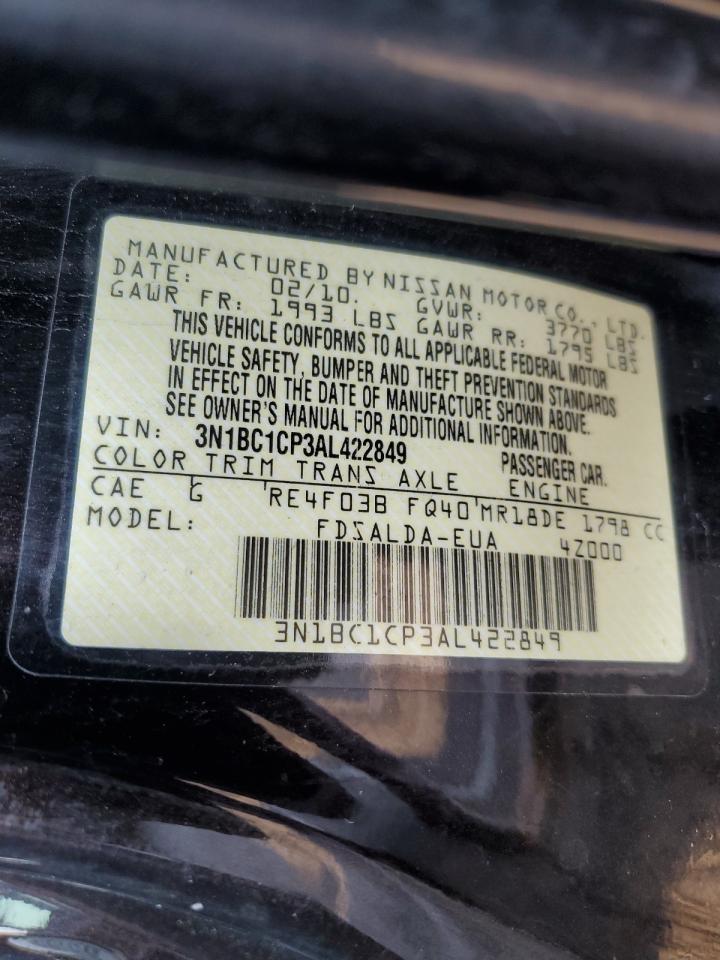 MANUFACTURED BY NISSAN MOTOR CO., LTD.
DATE: 02/10. GVWR: 3770 LBS
GAWR FR: 1993 LBS GAWR RR: 1795 LBS
THIS VEHICLE CONFORMS TO ALL APPLICABLE FEDERAL MOTOR
VEHICLE SAFETY, BUMPER AND THEFT PREVENTION STANDARDS
IN EFFECT ON THE DATE OF MANUFACTURE SHOWN ABOVE.
SEE OWNER'S MANUAL FOR ADDITIONAL INFORMATION.
VIN: 3N1BC1CP3AL422849 PASSENGER CAR.
COLOR TRIM TRANS AXLE ENGINE
CAE G RE4F03B FQ40 MR18DE 1798 CC
MODEL: FDSALDA-EUA 4Z000
3N1BC1CP3AL422849